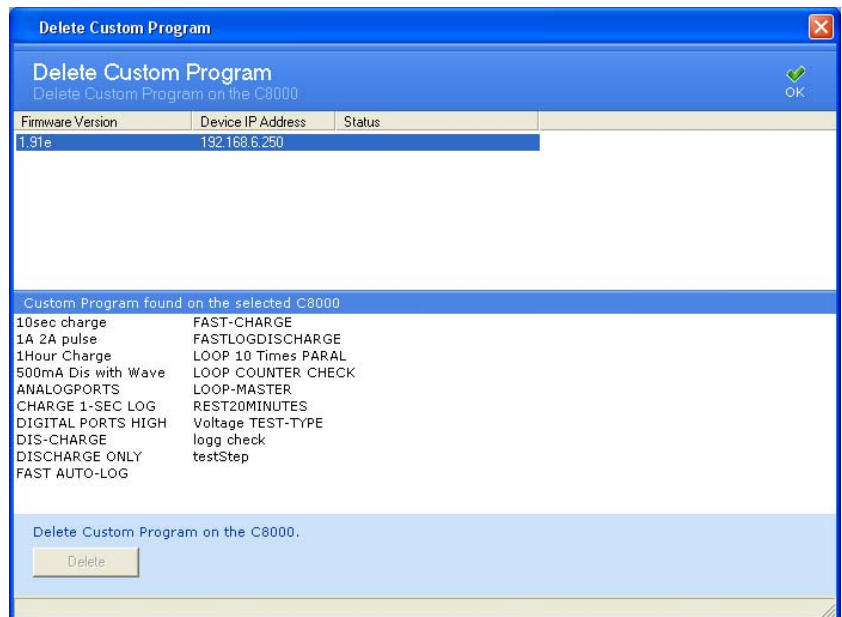 Delete Custom Program
Delete Custom Program
Delete Custom Program on the C8000
OK
Firmware Version Device IP Address Status
1.91e 192.168.6.250
Custom Program found on the selected C8000
10sec charge FAST-CHARGE
1A 2A pulse FASTLOGDISCHARGE
1Hour Charge LOOP 10 Times PARAL
500mA Dis with Wave LOOP COUNTER CHECK
ANALOGPORTS LOOP-MASTER
CHARGE 1-SEC LOG REST20MINUTES
DIGITAL PORTS HIGH Voltage TEST-TYPE
DIS-CHARGE logg check
DISCHARGE ONLY testStep
FAST AUTO-LOG
Delete Custom Program on the C8000.
Delete